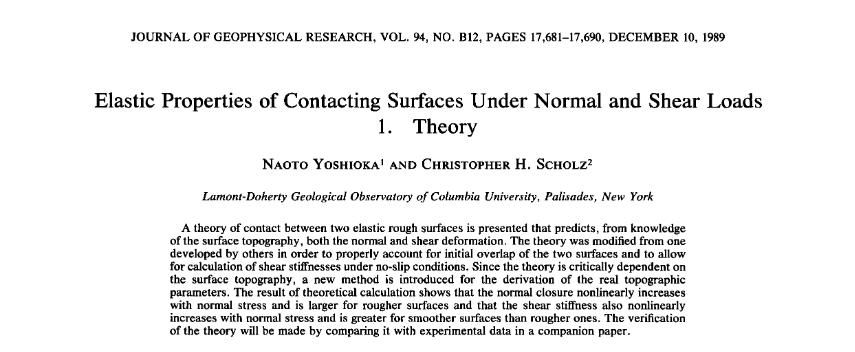 JOURNAL OF GEOPHYSICAL RESEARCH, VOL. 94, NO. B12, PAGES 17,681–17,690, DECEMBER 10, 1989
Elastic Properties of Contacting Surfaces Under Normal and Shear Loads
1. Theory
NAOTO YOSHIOKA¹ AND CHRISTOPHER H. SCHOLZ²
Lamont-Doherty Geological Observatory of Columbia University, Palisades, New York
A theory of contact between two elastic rough surfaces is presented that predicts, from knowledge
of the surface topography, both the normal and shear deformation. The theory was modified from one
developed by others in order to properly account for initial overlap of the two surfaces and to allow
for calculation of shear stiffnesses under no-slip conditions. Since the theory is critically dependent on
the surface topography, a new method is introduced for the derivation of the real topographic
parameters. The result of theoretical calculation shows that the normal closure nonlinearly increases
with normal stress and is larger for rougher surfaces and that the shear stiffness also nonlinearly
increases with normal stress and is greater for smoother surfaces than rougher ones. The verification
of the theory will be made by comparing it with experimental data in a companion paper.